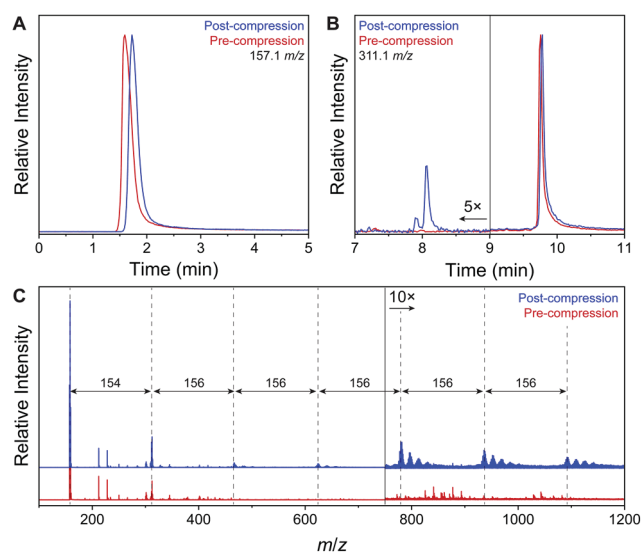 A
Post-compression
Pre-compression
157.1 m/z
Relative Intensity
0 1 2 3 4 5
Time (min)
B
Post-compression
Pre-compression
311.1 m/z
Relative Intensity
5×
7 8 9 10 11
Time (min)
C
10×
Post-compression
Pre-compression
Relative Intensity
154 156 156 156 156 156
200 400 600 800 1000 1200
m/z